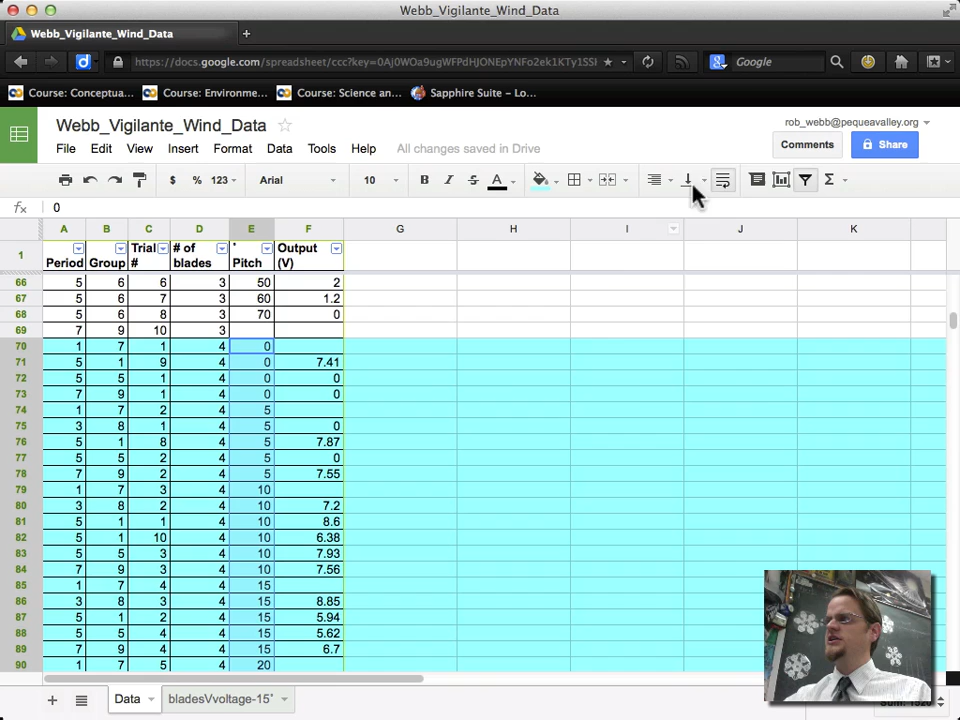 Webb_Vigilante_Wind_Data
Webb_Vigilante_Wind_Data +
https://docs.google.com/spreadsheet/ccc?key=0Aj0WOa9ugWFPdHJONEpYNFo2ek1KTy1SSl Google
Course: Conceptua... Course: Environme... Course: Science an... Sapphire Suite – Lo...
Webb_Vigilante_Wind_Data rob_webb@pequeavalley.org
File Edit View Insert Format Data Tools Help All changes saved in Drive Comments Share
$ % 123 Arial 10 B I S A Σ
fx 0
A B C D E F G H I J K
1 Period Group Trial # # of blades ' Pitch Output (V)
66 5 6 6 3 50 2
67 5 6 7 3 60 1.2
68 5 6 8 3 70 0
69 7 9 10 3
70 1 7 1 4 0
71 5 1 9 4 0 7.41
72 5 5 1 4 0 0
73 7 9 1 4 0 0
74 1 7 2 4 5
75 3 8 1 4 5 0
76 5 1 8 4 5 7.87
77 5 5 2 4 5 0
78 7 9 2 4 5 7.55
79 1 7 3 4 10
80 3 8 2 4 10 7.2
81 5 1 1 4 10 8.6
82 5 1 10 4 10 6.38
83 5 5 3 4 10 7.93
84 7 9 3 4 10 7.56
85 1 7 4 4 15
86 3 8 3 4 15 8.85
87 5 1 2 4 15 5.94
88 5 5 4 4 15 5.62
89 7 9 4 4 15 6.7
90 1 7 5 4 20
+ Data bladesVvoltage-15'